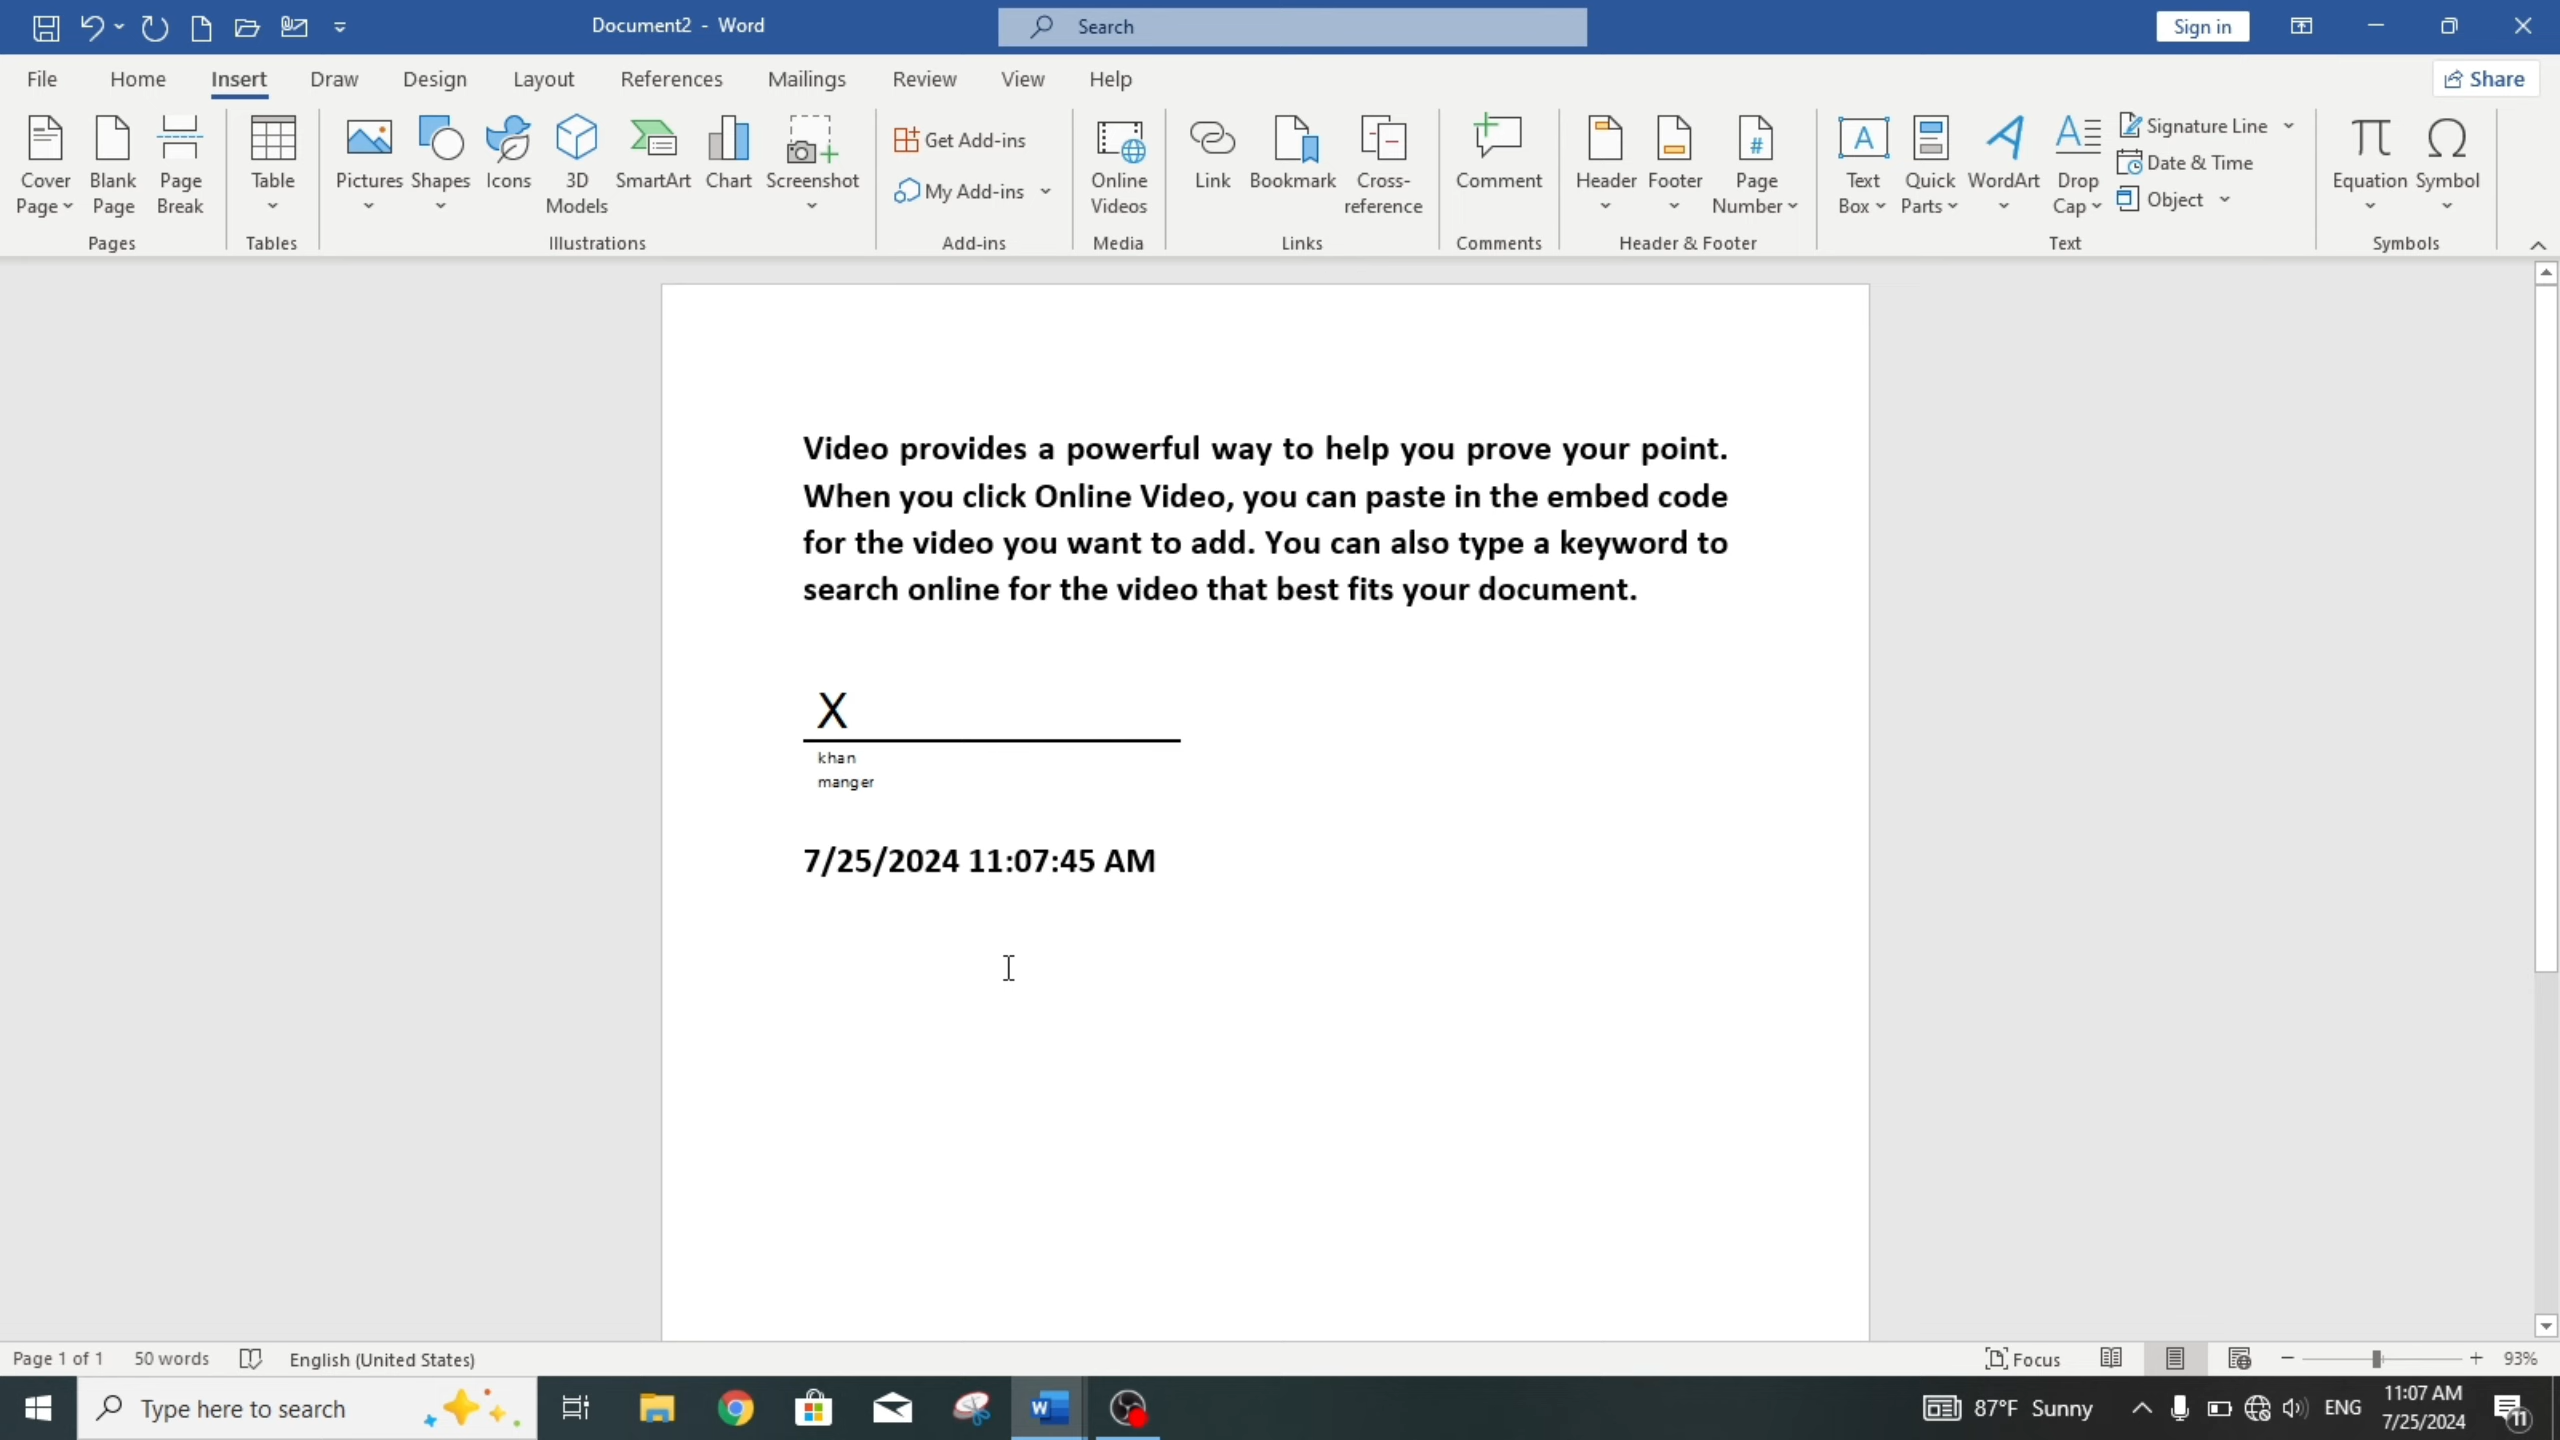 Document2 - Word
Search
Sign in
File Home Insert Draw Design Layout References Mailings Review View Help
Share
Cover Page
Blank Page
Page Break
Pages
Table
Tables
Pictures
Shapes
Icons
3D Models
SmartArt
Chart
Screenshot
Illustrations
Get Add-ins
My Add-ins
Add-ins
Online Videos
Media
Link
Bookmark
Cross-reference
Links
Comment
Comments
Header
Footer
Page Number
Header & Footer
Text Box
Quick Parts
WordArt
Drop Cap
Signature Line
Date & Time
Object
Text
Equation
Symbol
Symbols
Video provides a powerful way to help you prove your point.
When you click Online Video, you can paste in the embed code
for the video you want to add. You can also type a keyword to
search online for the video that best fits your document.
X
khan
manger
7/25/2024 11:07:45 AM
Page 1 of 1 50 words English (United States) Focus 93%
Type here to search
87°F Sunny
ENG
11:07 AM
7/25/2024
11